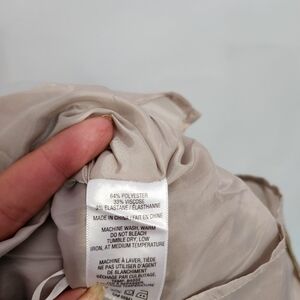 64% POLYESTER
33% VISCOSE
3% ELASTANE / ÉLASTHANNE
MADE IN CHINA / FAIT EN CHINE
MACHINE WASH, WARM
DO NOT BLEACH
TUMBLE DRY, LOW
IRON, AT MEDIUM TEMPERATURE
MACHINE À LAVER, TIÈDE
NE PAS UTILISER D'AGENT
DE BLANCHIMENT
SÉCHAGE PAR CULBUTAGE,